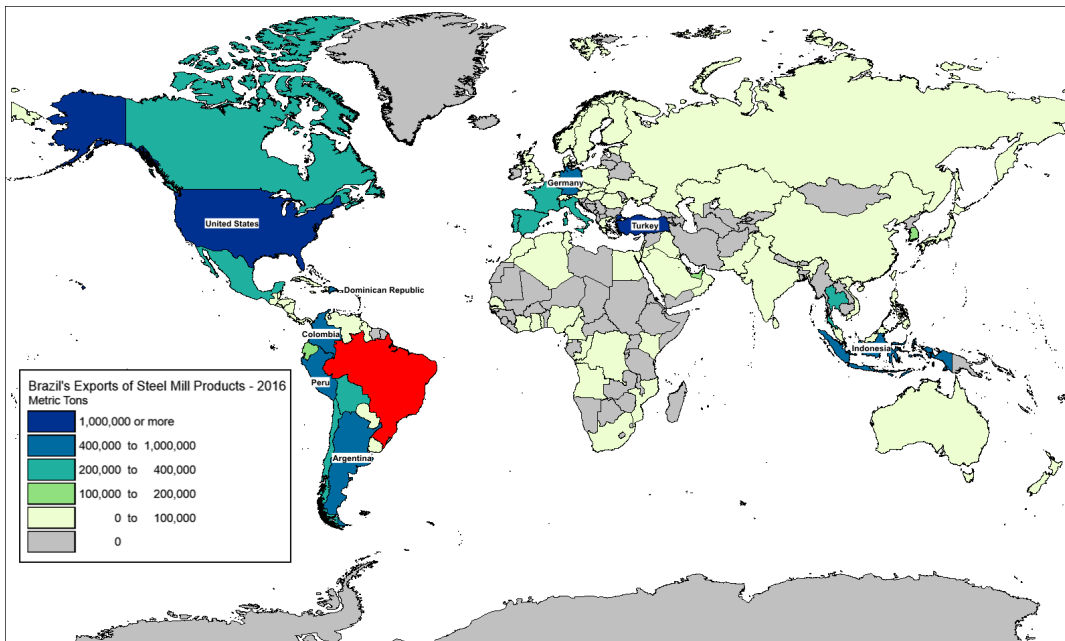 Germany
United States
Turkey
Dominican Republic
Colombia
Indonesia
Peru
Argentina
Brazil's Exports of Steel Mill Products - 2016
Metric Tons
1,000,000 or more
400,000 to 1,000,000
200,000 to 400,000
100,000 to 200,000
0 to 100,000
0